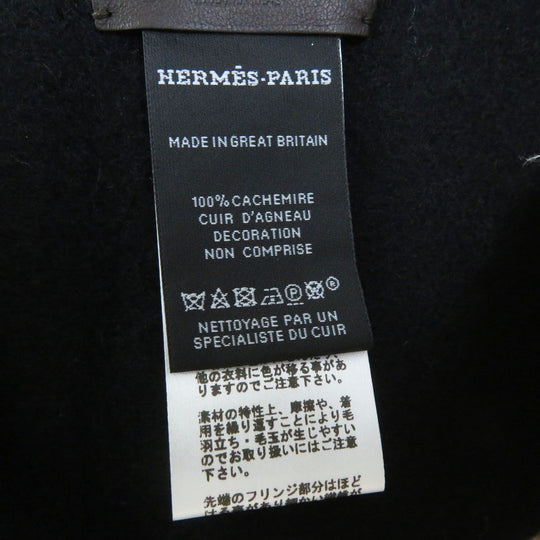 HERMÈS-PARIS
MADE IN GREAT BRITAIN
100% CACHEMIRE
CUIR D'AGNEAU
DECORATION
NON COMPRISE
P
R
NETTOYAGE PAR UN
SPECIALISTE DU CUIR
他の衣料に色が移る事があ
りますのでご注意下さい。
素材の特性上、摩擦や、着
用を繰り返すことにより毛
羽立ち・毛玉が生じやすい
のでお取り扱いにはご注意
下さい。
先端のフリンジ部分はほど